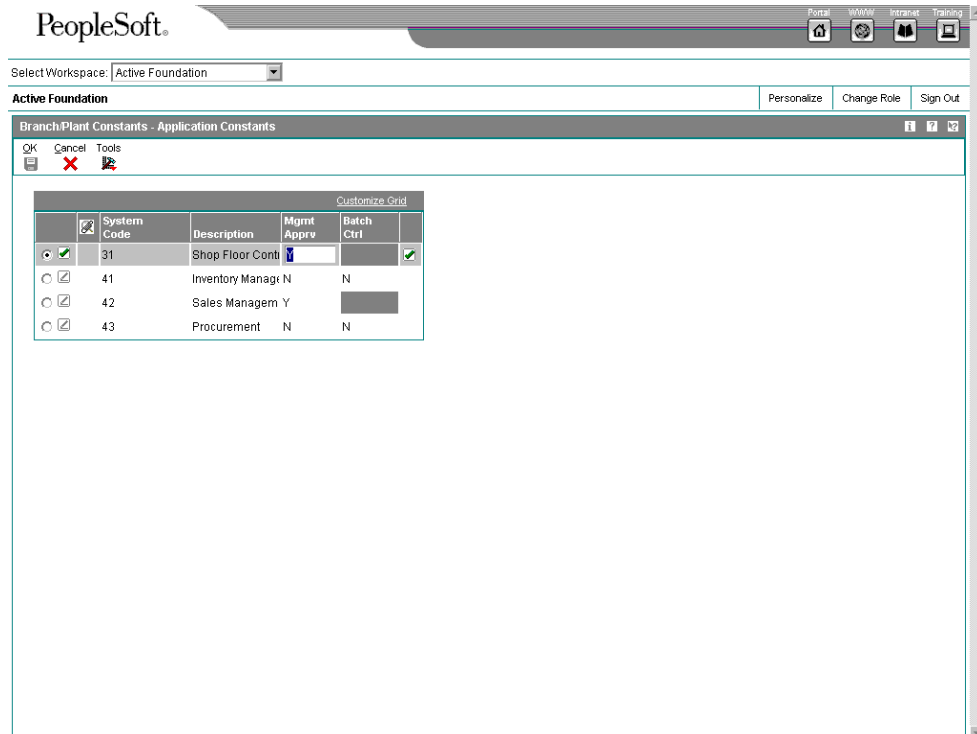 Portal WWW Intranet Training
PeopleSoft®
Select Workspace: Active Foundation
Active Foundation Personalize Change Role Sign Out
Branch/Plant Constants - Application Constants
OK Cancel Tools
Customize Grid
System Code Description Mgmt Apprv Batch Ctrl
31 Shop Floor Conti Y
41 Inventory Manage N N
42 Sales Managem Y
43 Procurement N N